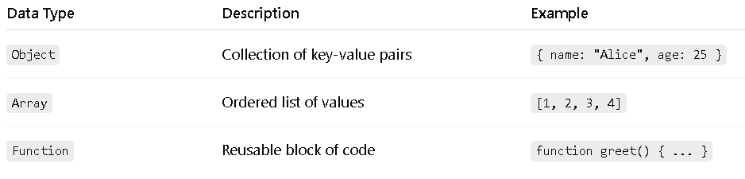 Data Type Description Example
Object Collection of key-value pairs { name: "Alice", age: 25 }
Array Ordered list of values [1, 2, 3, 4]
Function Reusable block of code function greet() { ... }